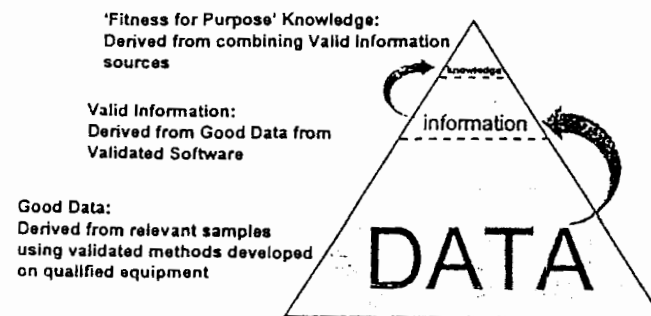 'Fitness for Purpose' Knowledge:
Derived from combining Valid Information
sources
knowledge
Valid Information:
Derived from Good Data from
Validated Software
information
Good Data:
Derived from relevant samples
using validated methods developed
on qualified equipment
DATA